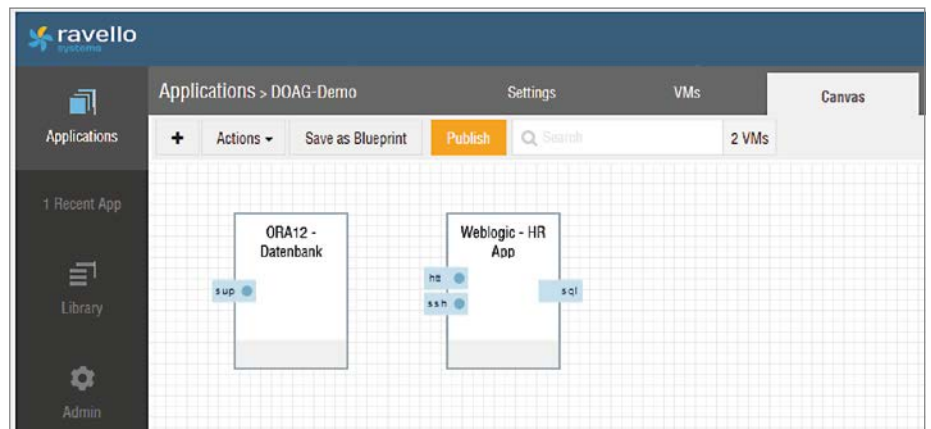 ravello
systems
Applications > DOAG-Demo
Settings
VMs
Canvas
Applications
+ Actions Save as Blueprint Publish Search 2 VMs
1 Recent App
ORA12 -
Datenbank
Weblogic - HR
App
sup
htt
ssh
sql
Library
Admin